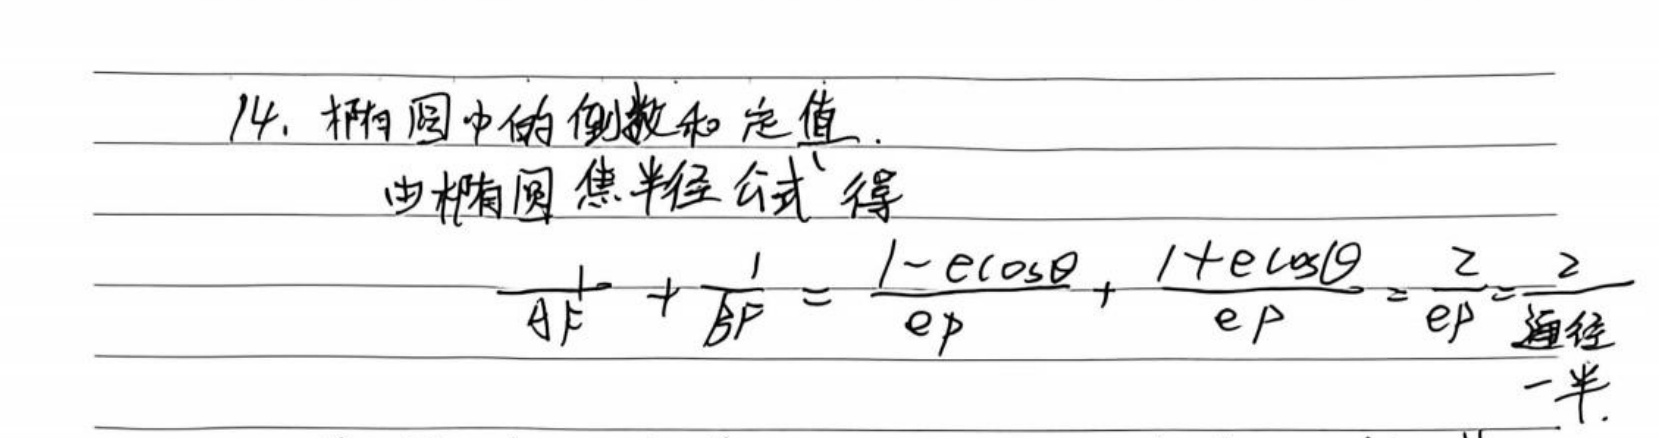 14. 椭圆中的倒数和定值.
由椭圆焦半径公式得
1/AF + 1/BF = (1-ecosθ)/ep + (1+ecosθ)/ep = 2/ep = 2/通径一半.